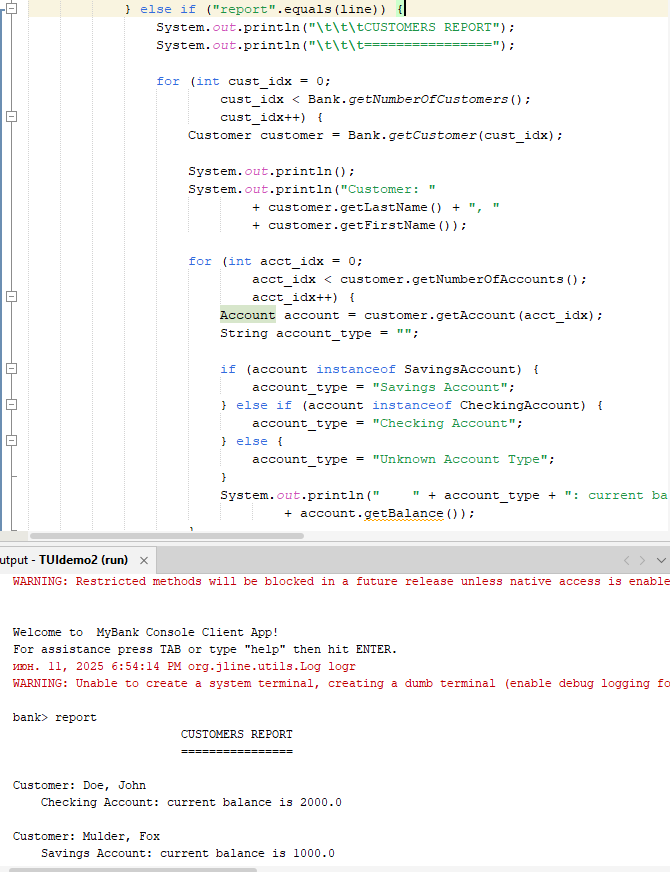 } else if ("report".equals(line)) {
System.out.println("\t\t\tCUSTOMERS REPORT");
System.out.println("\t\t\t================");
for (int cust_idx = 0;
cust_idx < Bank.getNumberOfCustomers();
cust_idx++) {
Customer customer = Bank.getCustomer(cust_idx);
System.out.println();
System.out.println("Customer: "
+ customer.getLastName() + ", "
+ customer.getFirstName());
for (int acct_idx = 0;
acct_idx < customer.getNumberOfAccounts();
acct_idx++) {
Account account = customer.getAccount(acct_idx);
String account_type = "";
if (account instanceof SavingsAccount) {
account_type = "Savings Account";
} else if (account instanceof CheckingAccount) {
account_type = "Checking Account";
} else {
account_type = "Unknown Account Type";
}
System.out.println("    " + account_type + ": current ba
+ account.getBalance());
}
utput - TUIdemo2 (run) ×
WARNING: Restricted methods will be blocked in a future release unless native access is enable
Welcome to  MyBank Console Client App!
For assistance press TAB or type "help" then hit ENTER.
июн. 11, 2025 6:54:14 PM org.jline.utils.Log logr
WARNING: Unable to create a system terminal, creating a dumb terminal (enable debug logging fo
bank> report
CUSTOMERS REPORT
================
Customer: Doe, John
Checking Account: current balance is 2000.0
Customer: Mulder, Fox
Savings Account: current balance is 1000.0